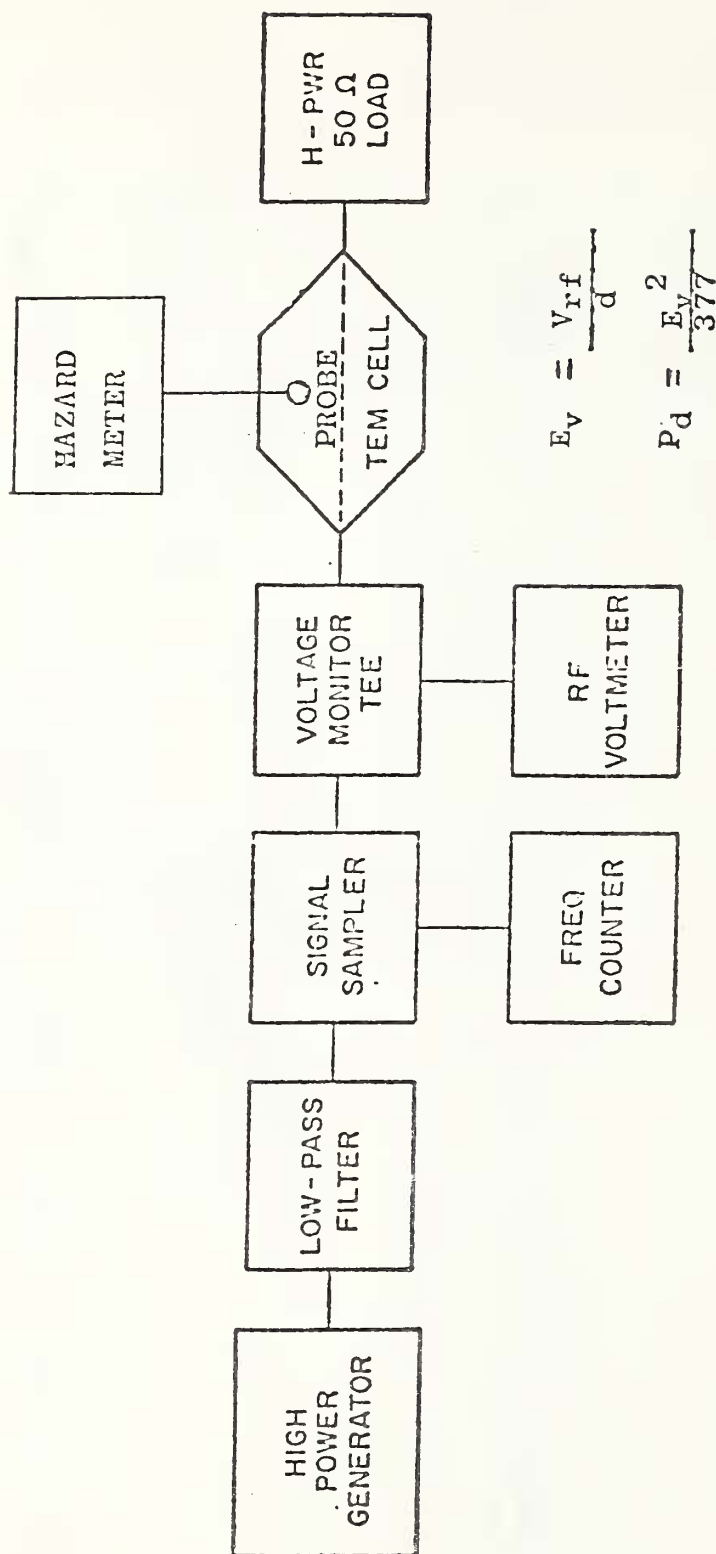 HIGH
POWER
GENERATOR
LOW-PASS
FILTER
SIGNAL
SAMPLER
FREQ
COUNTER
VOLTAGE
MONITOR
TEE
RF
VOLTMETER
HAZARD
METER
PROBE
TEM CELL
H-PWR
50 Ω
LOAD
E_v = V_rf / d
P_d = E_v^2 / 377